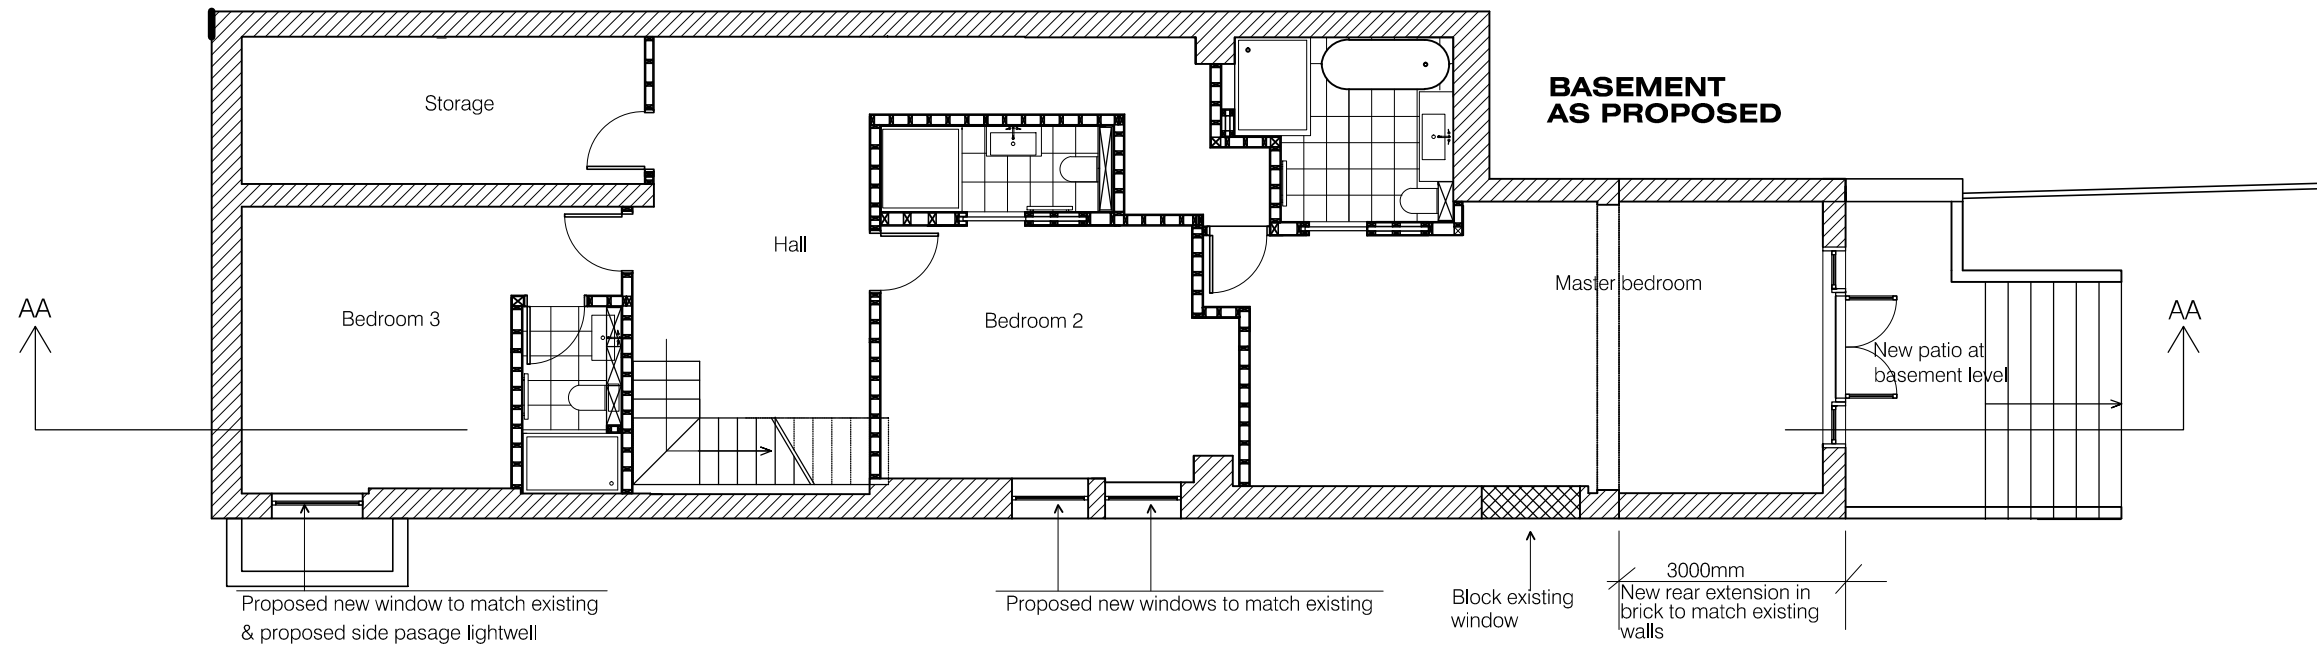 BASEMENT
AS PROPOSED
Storage
Hall
Master bedroom
Bedroom 3
Bedroom 2
AA
AA
New patio at
basement level
3000mm
Proposed new window to match existing
& proposed side pasage lightwell
Proposed new windows to match existing
Block existing
window
New rear extension in
brick to match existing
walls